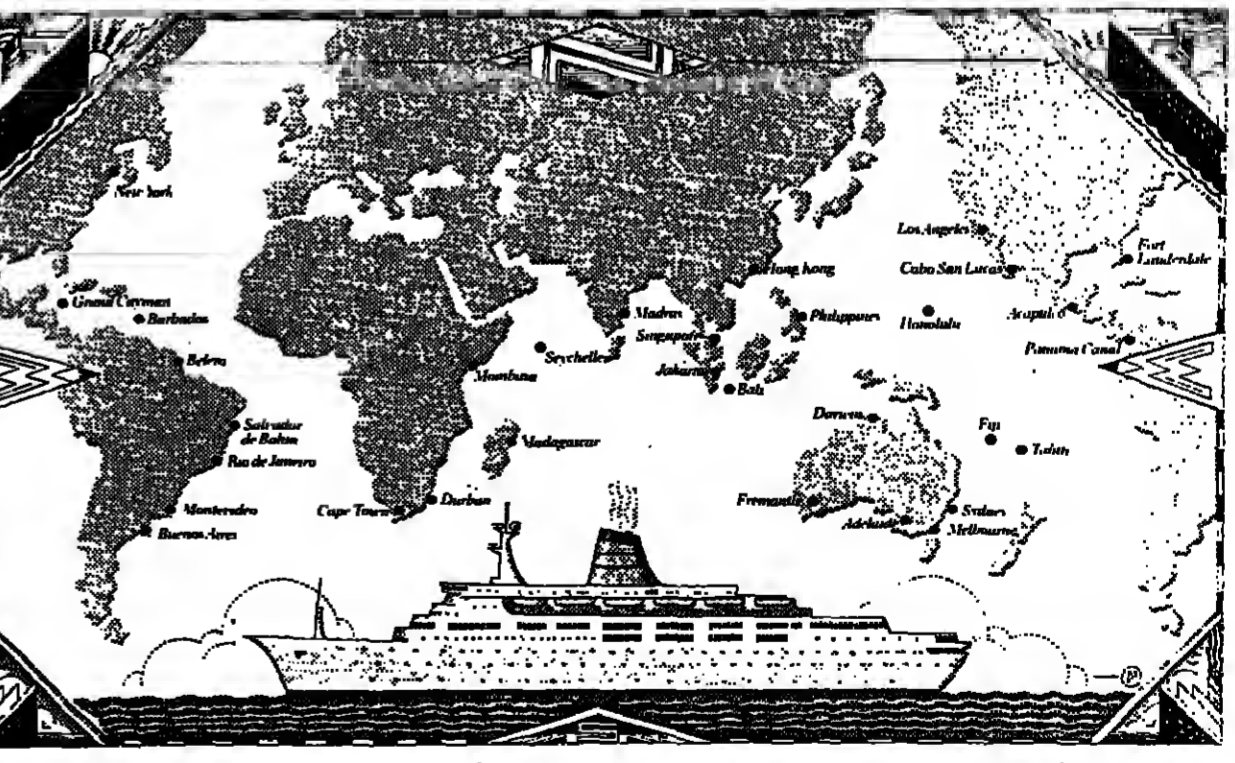 New York
Los Angeles
Fort
Lauderdale
Hong Kong
Cabo San Lucas
Grand Cayman
Barbados
Madras
Philippines
Honolulu
Acapulco
Singapore
Panama Canal
Belem
Seychelles
Mombasa
Jakarta
Bali
Darwin
Salvador
de Bahia
Fiji
Madagascar
Tahiti
Rio de Janeiro
Durban
Fremantle
Montevideo
Cape Town
Sydney
Adelaide
Melbourne
Buenos Aires